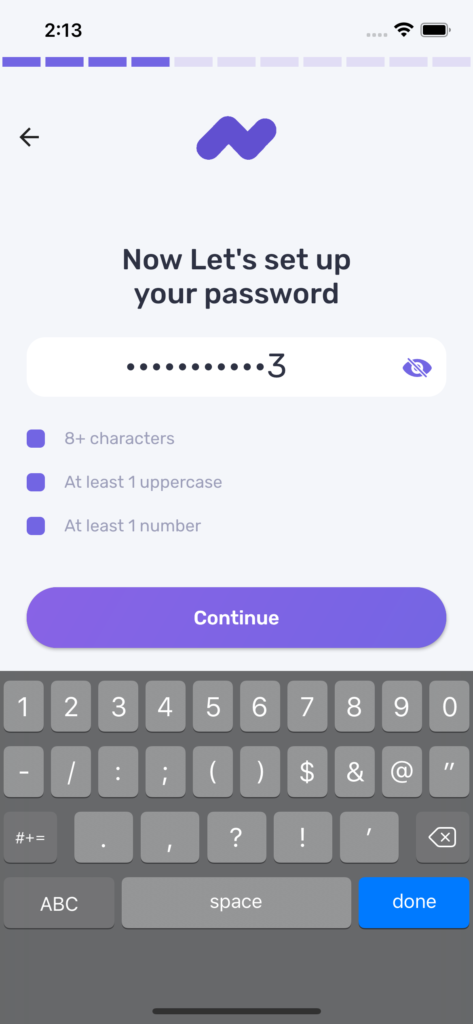 2:13
Now Let's set up
your password
•••••••••••3
8+ characters
At least 1 uppercase
At least 1 number
Continue
1 2 3 4 5 6 7 8 9 0
- / : ; ( ) $ & @ "
#+= . , ? ! '
ABC space done